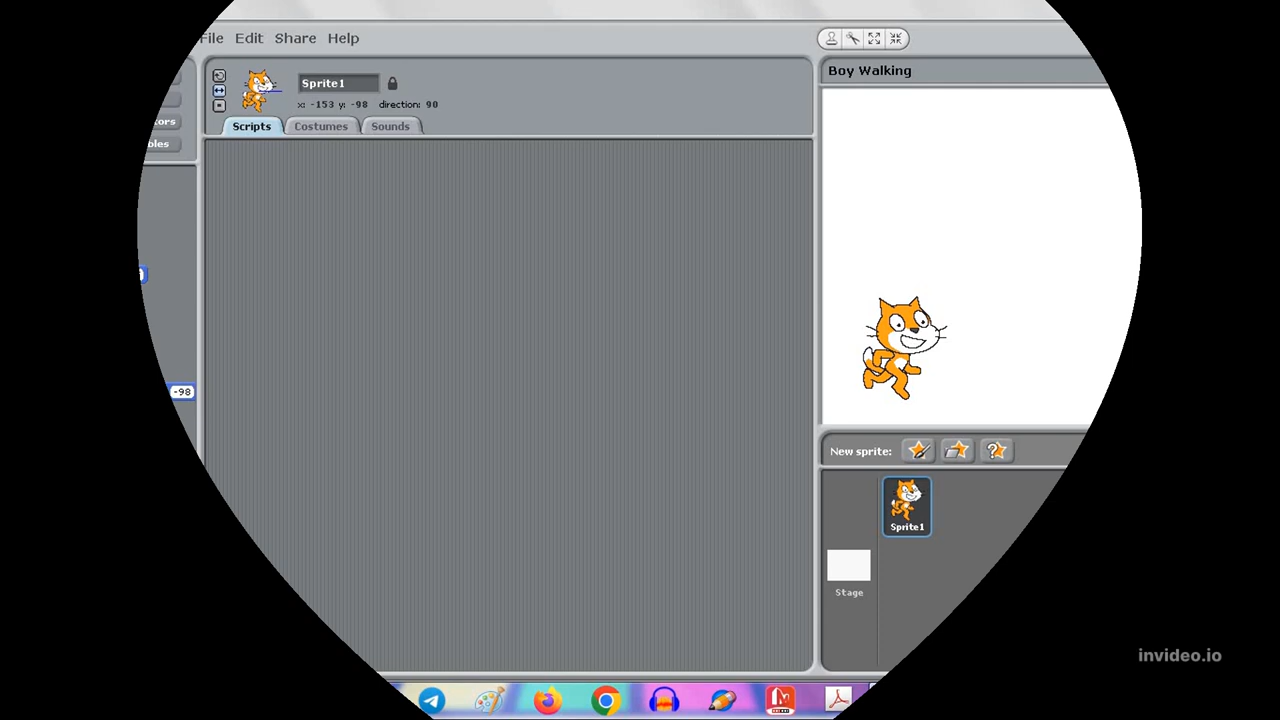 File Edit Share Help
Boy Walking
Sprite1
x: -153 y: -98 direction: 90
Scripts Costumes Sounds
-98
New sprite:
Sprite1
Stage
invideo.io